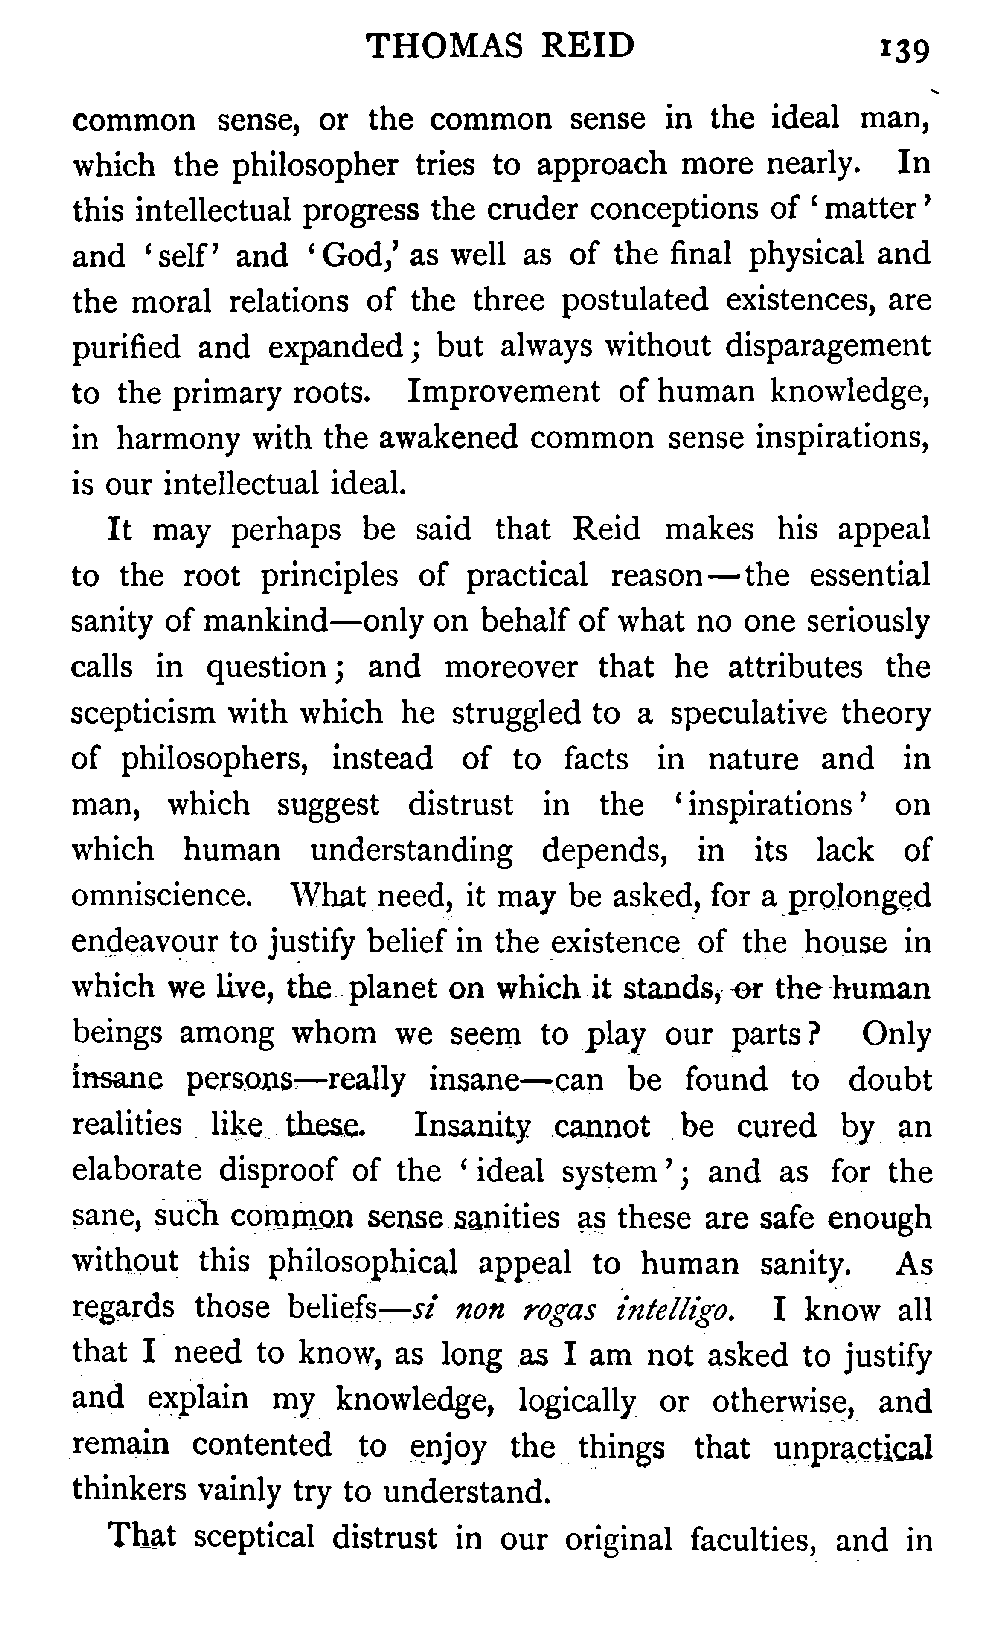 THOMAS REID 139
common sense, or the common sense in the ideal man,
which the philosopher tries to approach more nearly. In
this intellectual progress the cruder conceptions of ‘matter’
and ‘self’ and ‘God,’ as well as of the final physical and
the moral relations of the three postulated existences, are
purified and expanded; but always without disparagement
to the primary roots. Improvement of human knowledge,
in harmony with the awakened common sense inspirations,
is our intellectual ideal.
It may perhaps be said that Reid makes his appeal
to the root principles of practical reason—the essential
sanity of mankind—only on behalf of what no one seriously
calls in question; and moreover that he attributes the
scepticism with which he struggled to a speculative theory
of philosophers, instead of to facts in nature and in
man, which suggest distrust in the ‘inspirations’ on
which human understanding depends, in its lack of
omniscience. What need, it may be asked, for a prolonged
endeavour to justify belief in the existence of the house in
which we live, the planet on which it stands, or the human
beings among whom we seem to play our parts? Only
insane persons—really insane—can be found to doubt
realities like these. Insanity cannot be cured by an
elaborate disproof of the ‘ideal system’; and as for the
sane, such common sense sanities as these are safe enough
without this philosophical appeal to human sanity. As
regards those beliefs—si non rogas intelligo. I know all
that I need to know, as long as I am not asked to justify
and explain my knowledge, logically or otherwise, and
remain contented to enjoy the things that unpractical
thinkers vainly try to understand.
That sceptical distrust in our original faculties, and in